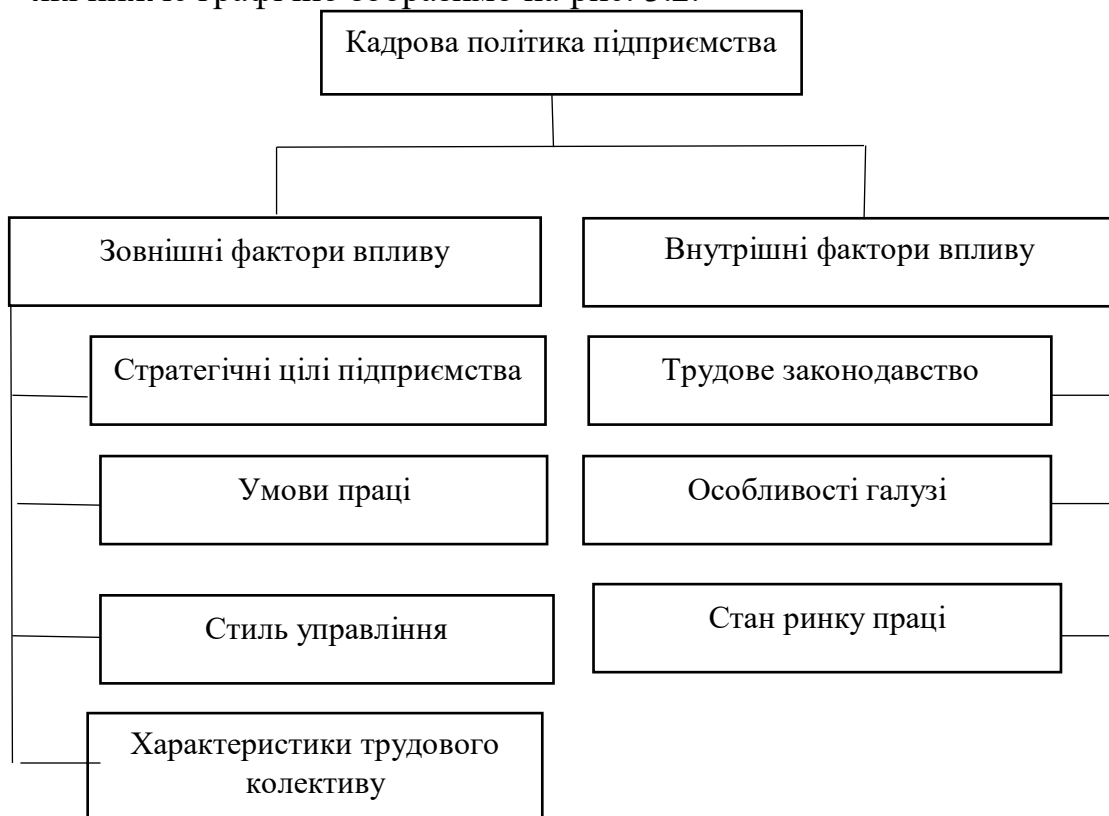 Кадрова політика підприємства
Зовнішні фактори впливу
Внутрішні фактори впливу
Стратегічні цілі підприємства
Трудове законодавство
Умови праці
Особливості галузі
Стиль управління
Стан ринку праці
Характеристики трудового
колективу